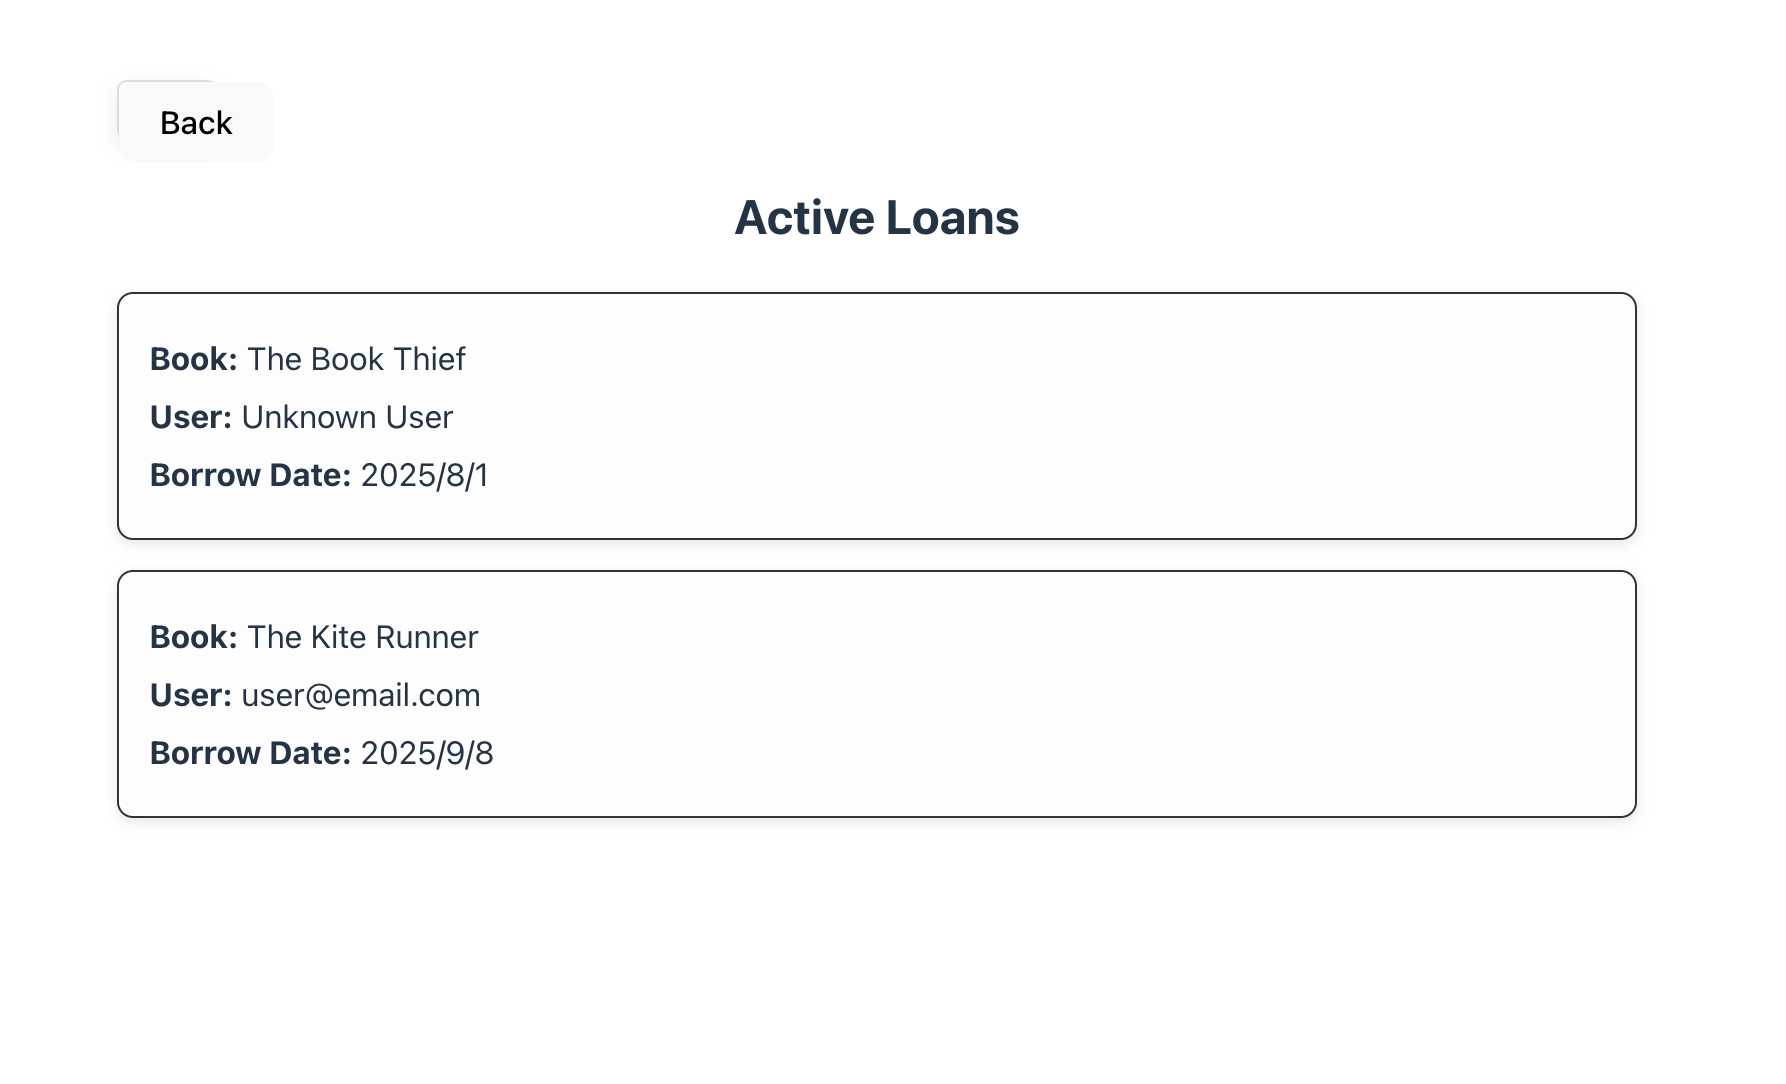 Back
Active Loans
Book: The Book Thief
User: Unknown User
Borrow Date: 2025/8/1
Book: The Kite Runner
User: user@email.com
Borrow Date: 2025/9/8